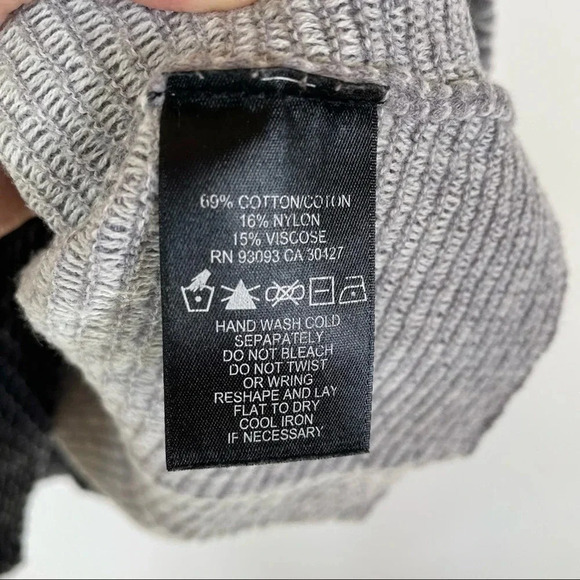 69% COTTON/COTON
16% NYLON
15% VISCOSE
RN 93093 CA 30427
HAND WASH COLD
SEPARATELY
DO NOT BLEACH
DO NOT TWIST
OR WRING
RESHAPE AND LAY
FLAT TO DRY
COOL IRON
IF NECESSARY